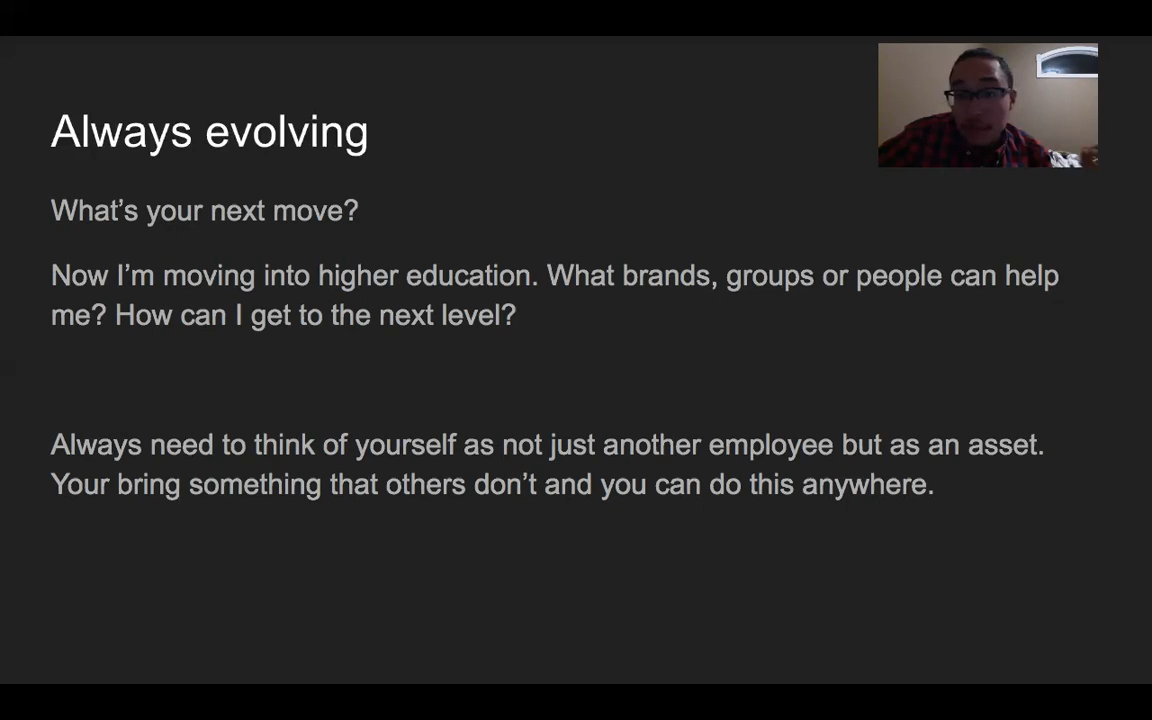 Always evolving
What’s your next move?
Now I’m moving into higher education. What brands, groups or people can help
me? How can I get to the next level?
Always need to think of yourself as not just another employee but as an asset.
Your bring something that others don’t and you can do this anywhere.